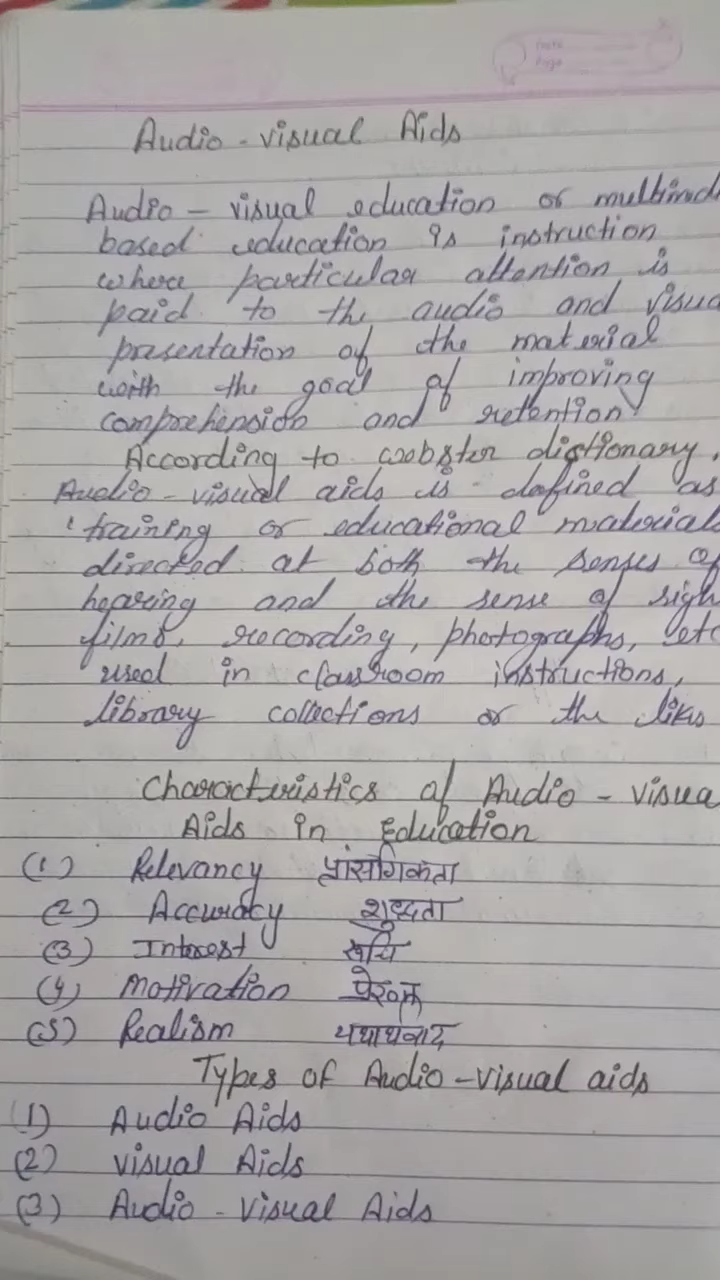 Date
Page
Audio - visual Aids
Audio - visual education or multimed
based education is instruction
where particular attention is
paid to the audio and visua
presentation of the material
with the goal of improving
comprehension and retention
According to webster dictionary,
Audio - visual aids is defined as
'training or educational materials
directed at both the senses of
hearing and the sense of sigh
films, recording, photographs, etc
used in classroom instructions,
library collections or the likes
Characteristics of Audio - visua
Aids in Education
(1) Relevancy प्रासंगिकता
(2) Accuracy शुद्धता
(3) Interest रूचि
(4) Motivation
(5) Realism यथार्थवाद
Types of Audio - visual aids
(1) Audio Aids
(2) visual Aids
(3) Audio - visual Aids